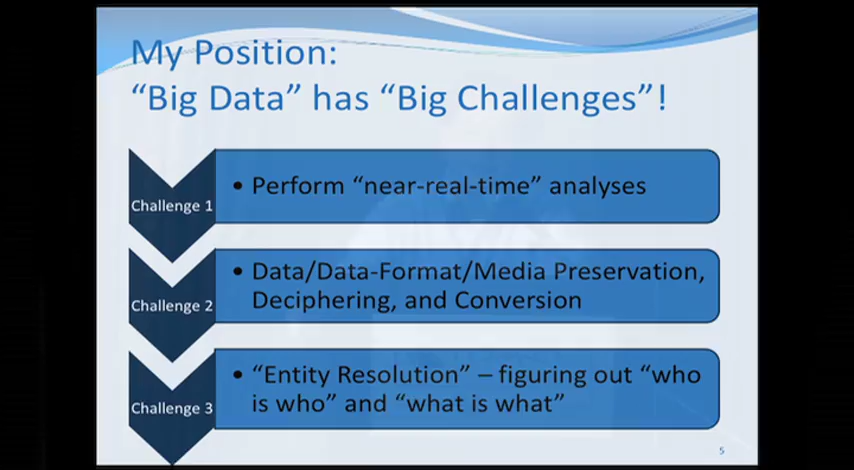 My Position:
“Big Data” has “Big Challenges”!
Challenge 1
• Perform “near-real-time” analyses
Challenge 2
• Data/Data-Format/Media Preservation,
Deciphering, and Conversion
Challenge 3
• “Entity Resolution” – figuring out “who
is who” and “what is what”
5